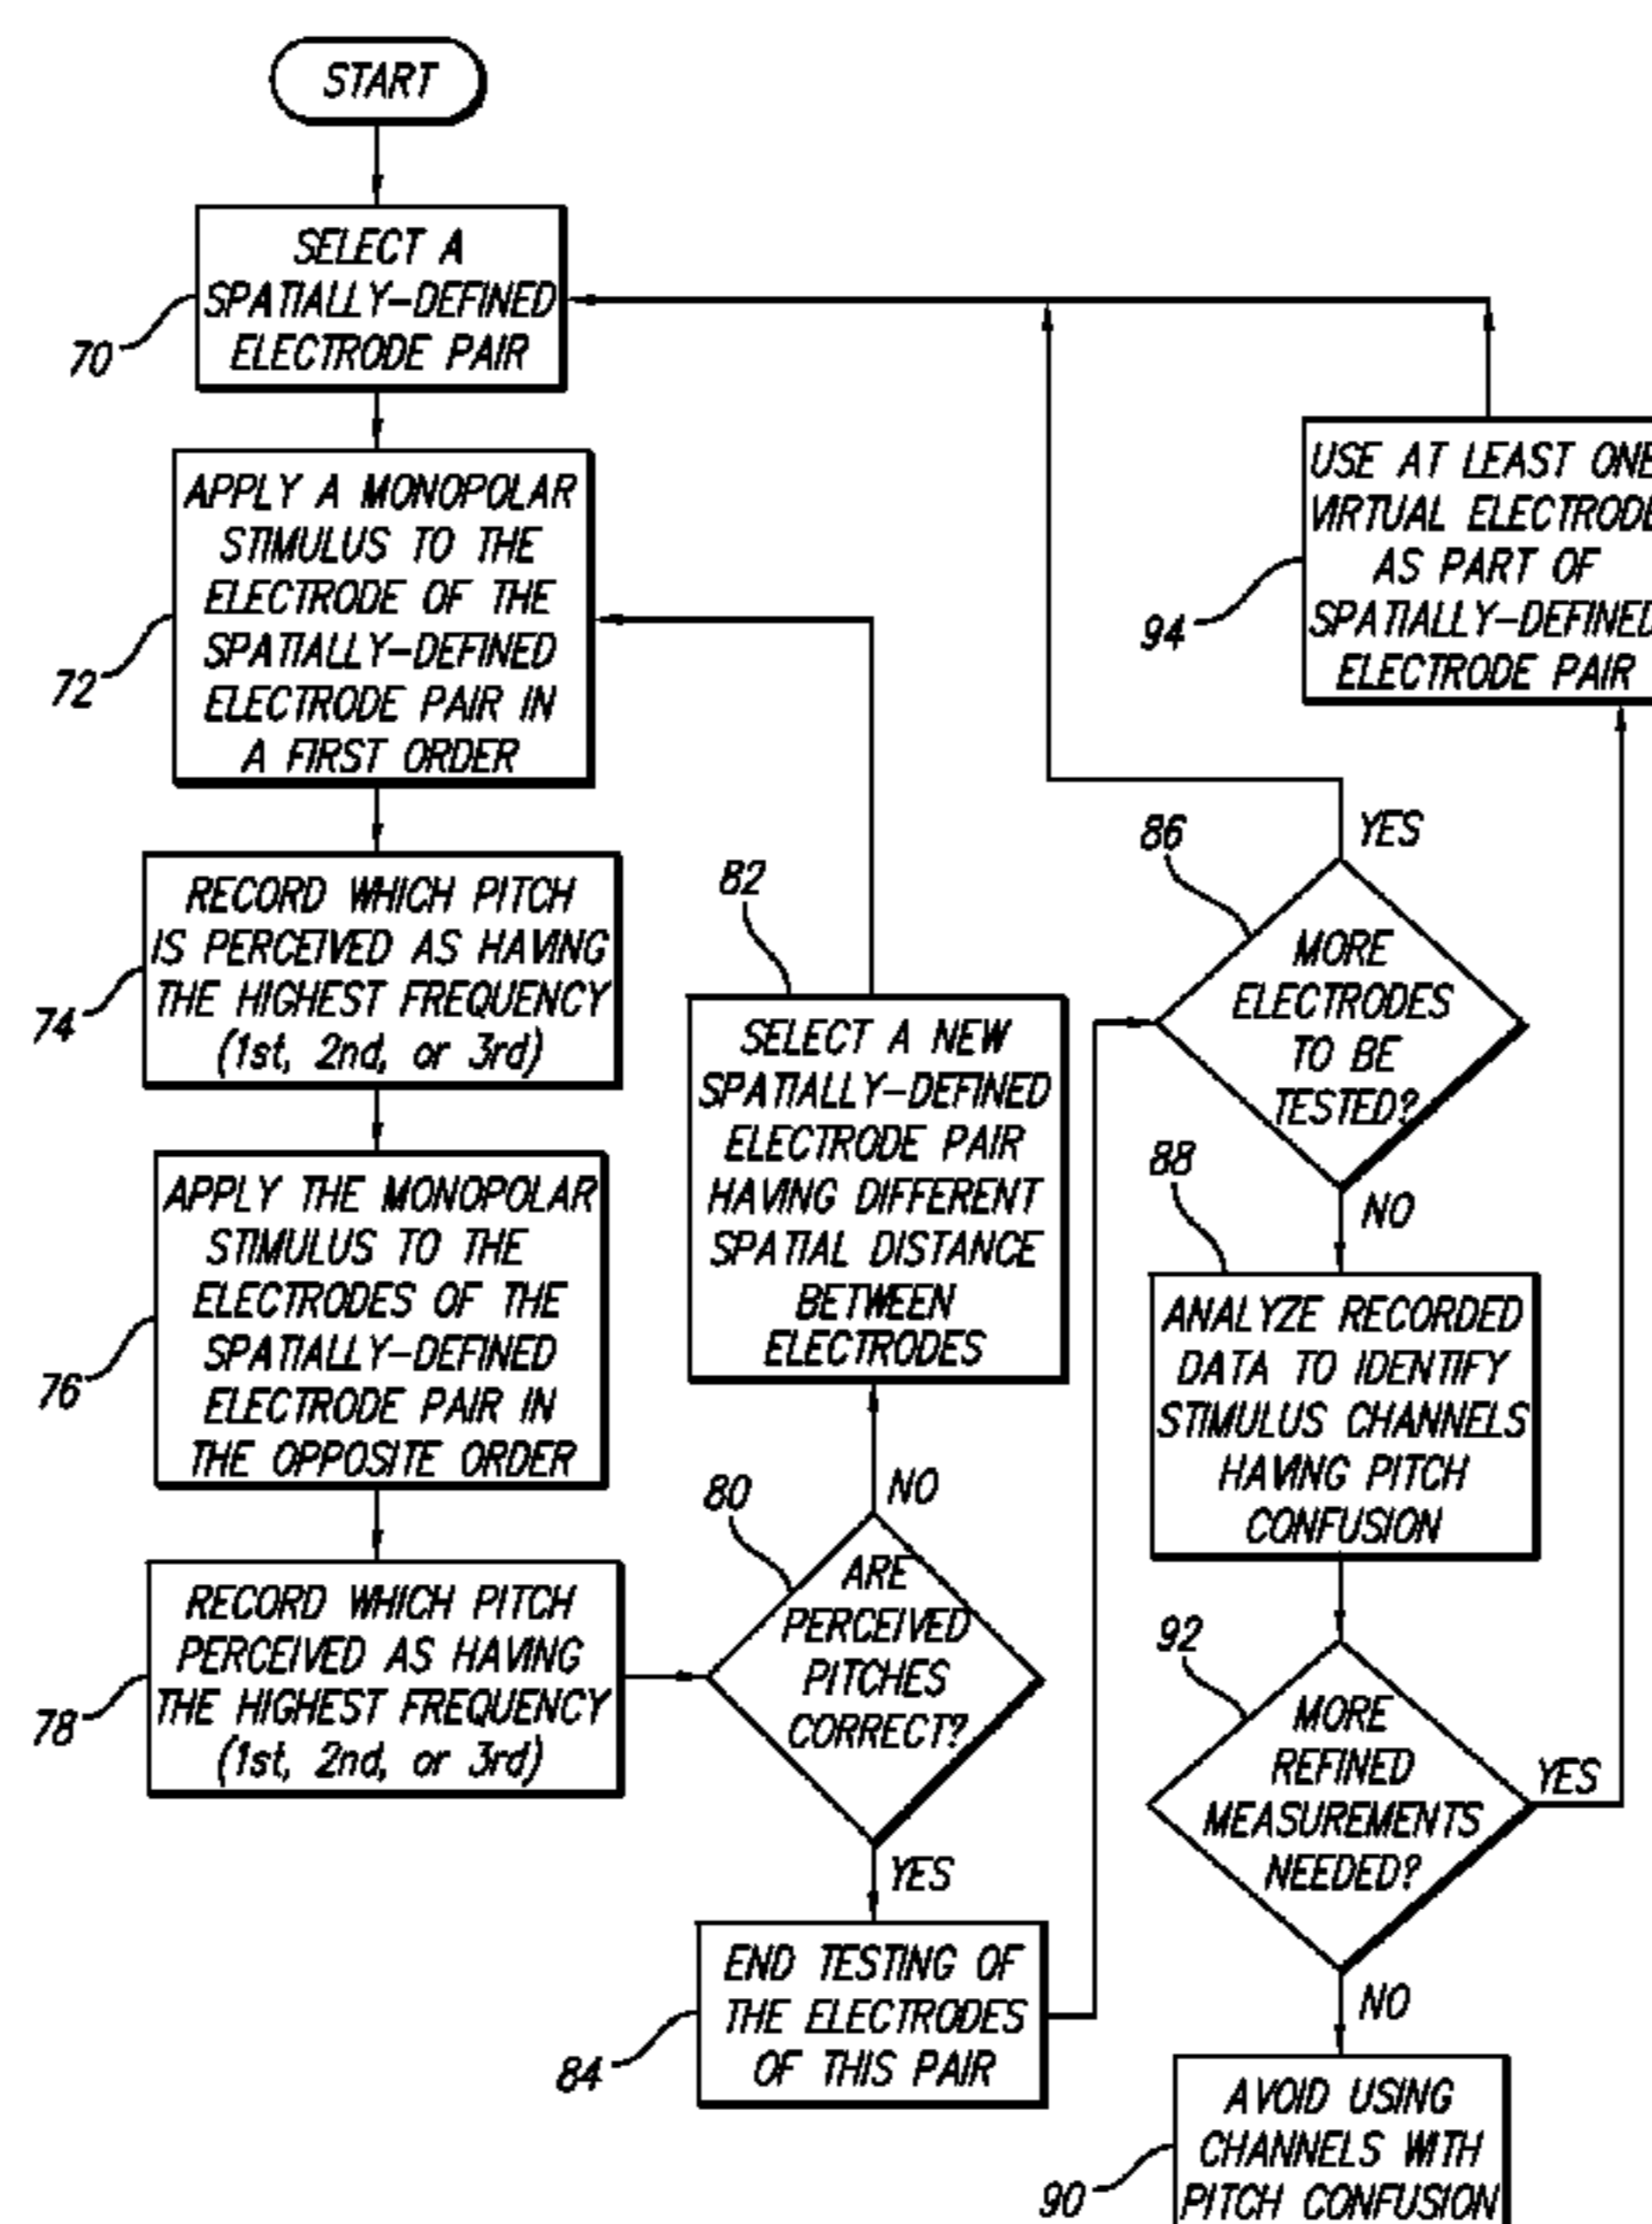 START
SELECT A
SPATIALLY-DEFINED
ELECTRODE PAIR
70
APPLY A MONOPOLAR
STIMULUS TO THE
ELECTRODE OF THE
SPATIALLY-DEFINED
ELECTRODE PAIR IN
A FIRST ORDER
72
RECORD WHICH PITCH
IS PERCEIVED AS HAVING
THE HIGHEST FREQUENCY
(1st, 2nd, or 3rd)
74
APPLY THE MONOPOLAR
STIMULUS TO THE
ELECTRODES OF THE
SPATIALLY-DEFINED
ELECTRODE PAIR IN
THE OPPOSITE ORDER
76
RECORD WHICH PITCH
PERCEIVED AS HAVING
THE HIGHEST FREQUENCY
(1st, 2nd, or 3rd)
78
80
ARE
PERCEIVED
PITCHES
CORRECT?
NO
82
SELECT A NEW
SPATIALLY-DEFINED
ELECTRODE PAIR
HAVING DIFFERENT
SPATIAL DISTANCE
BETWEEN
ELECTRODES
YES
END TESTING OF
THE ELECTRODES
OF THIS PAIR
84
86
MORE
ELECTRODES
TO BE
TESTED?
YES
NO
88
ANALYZE RECORDED
DATA TO IDENTIFY
STIMULUS CHANNELS
HAVING PITCH
CONFUSION
92
MORE
REFINED
MEASUREMENTS
NEEDED?
YES
USE AT LEAST ONE
VIRTUAL ELECTRODE
AS PART OF
SPATIALLY-DEFINED
ELECTRODE PAIR
94
NO
AVOID USING
CHANNELS WITH
PITCH CONFUSION
90